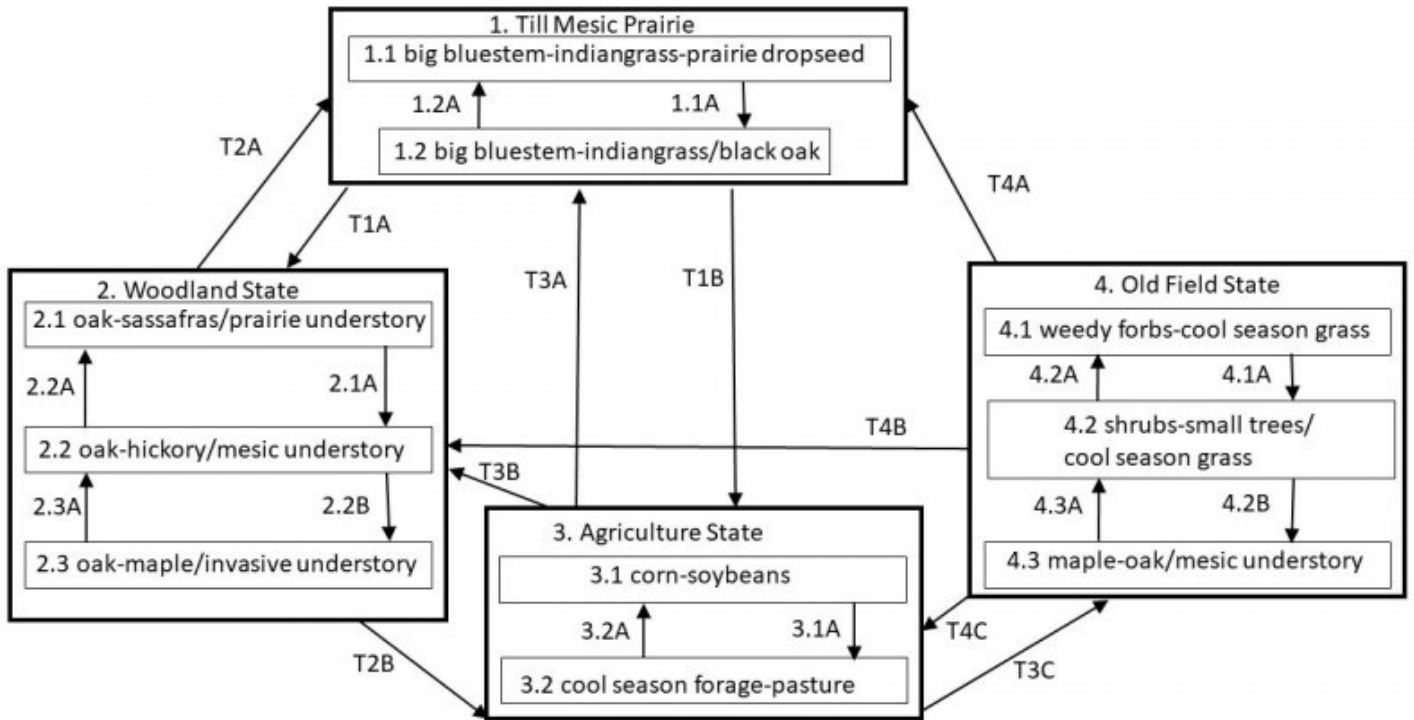 1. Till Mesic Prairie
1.1 big bluestem-indiangrass-prairie dropseed
1.2A
1.1A
1.2 big bluestem-indiangrass/black oak
T2A
T1A
T3A
T1B
T4A
2. Woodland State
2.1 oak-sassafras/prairie understory
2.2A
2.1A
2.2 oak-hickory/mesic understory
2.3A
2.2B
2.3 oak-maple/invasive understory
T4B
T3B
4. Old Field State
4.1 weedy forbs-cool season grass
4.2A
4.1A
4.2 shrubs-small trees/
cool season grass
4.3A
4.2B
4.3 maple-oak/mesic understory
3. Agriculture State
3.1 corn-soybeans
3.2A
3.1A
3.2 cool season forage-pasture
T2B
T4C
T3C